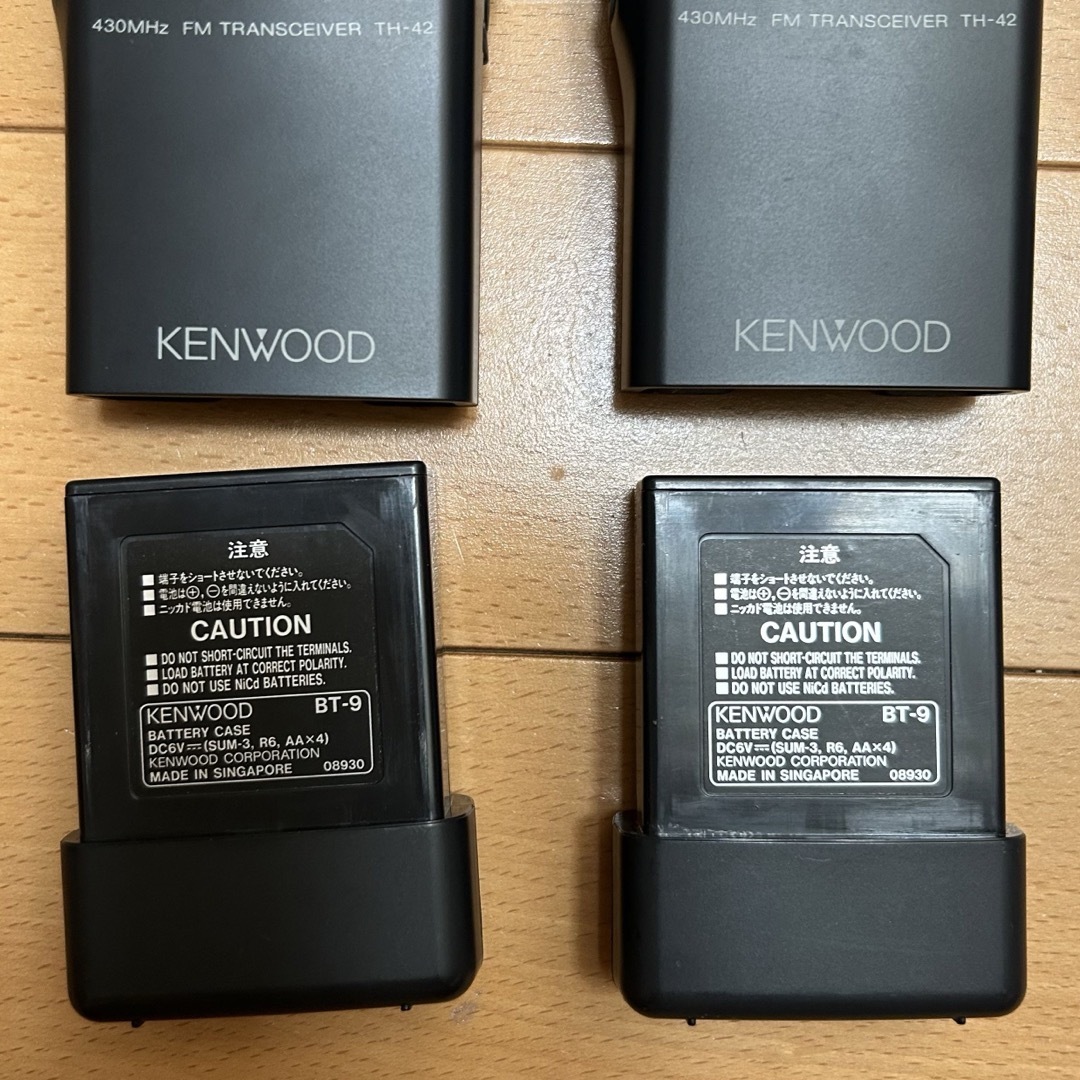 430MHz FM TRANSCEIVER TH-42
KENWOOD
430MHz FM TRANSCEIVER TH-42
KENWOOD
注意
■ 端子をショートさせないでください。
■ 電池は⊕,⊖を間違えないように入れてください。
■ ニッカド電池は使用できません。
CAUTION
■ DO NOT SHORT-CIRCUIT THE TERMINALS.
■ LOAD BATTERY AT CORRECT POLARITY.
■ DO NOT USE NiCd BATTERIES.
KENWOOD BT-9
BATTERY CASE
DC6V⎓(SUM-3, R6, AA×4)
KENWOOD CORPORATION
MADE IN SINGAPORE 08930
注意
■ 端子をショートさせないでください。
■ 電池は⊕,⊖を間違えないように入れてください。
■ ニッカド電池は使用できません。
CAUTION
■ DO NOT SHORT-CIRCUIT THE TERMINALS.
■ LOAD BATTERY AT CORRECT POLARITY.
■ DO NOT USE NiCd BATTERIES.
KENWOOD BT-9
BATTERY CASE
DC6V⎓(SUM-3, R6, AA×4)
KENWOOD CORPORATION
MADE IN SINGAPORE 08930